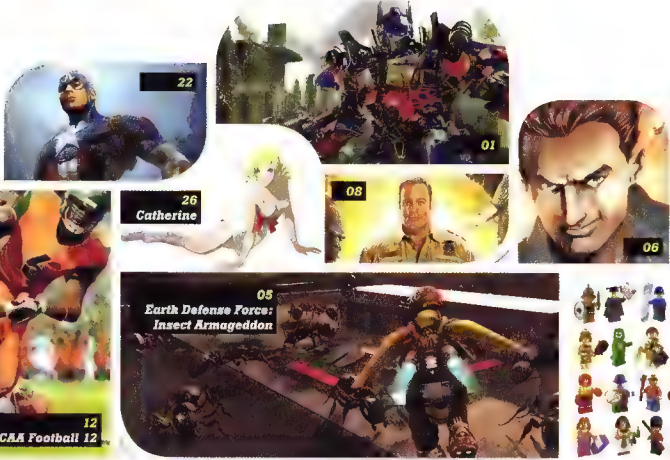 22
01
26
Catherine
08
06
05
Earth Defense Force:
Insect Armageddon
12
CAA Football 12